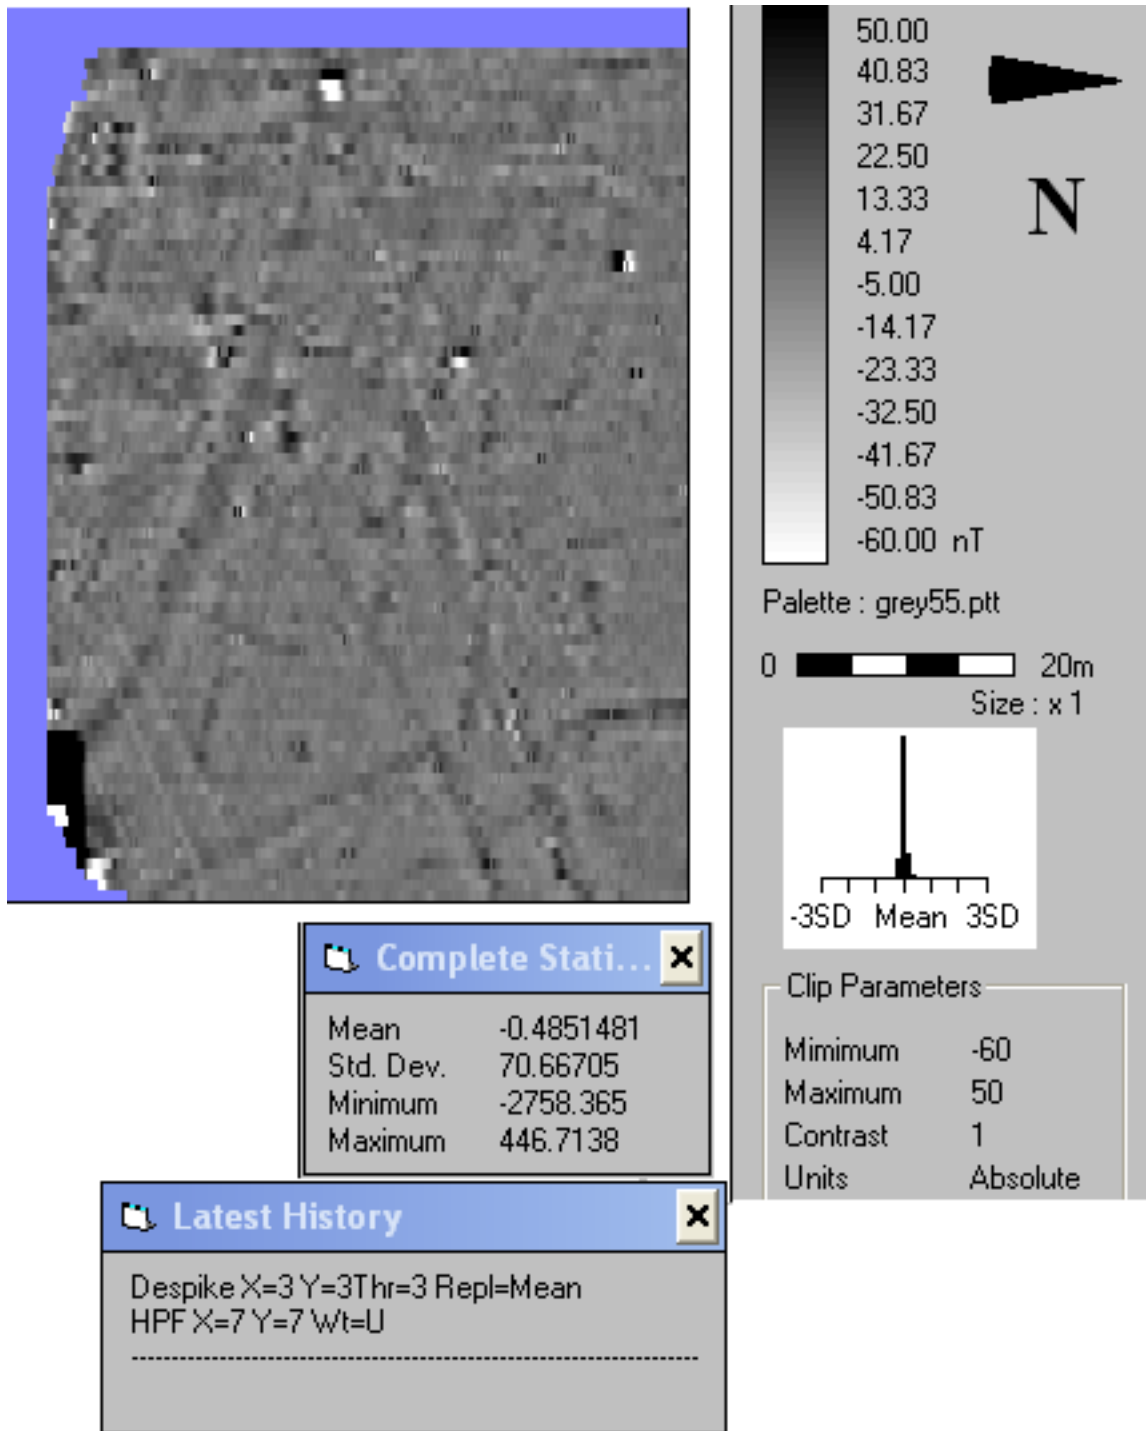 50.00
40.83
31.67
22.50
13.33
4.17
-5.00
-14.17
-23.33
-32.50
-41.67
-50.83
-60.00 nT
N
Palette : grey55.ptt
0 20m
Size : x 1
-3SD Mean 3SD
Clip Parameters
Mimimum -60
Maximum 50
Contrast 1
Units Absolute
Complete Stati...
Mean -0.4851481
Std. Dev. 70.66705
Minimum -2758.365
Maximum 446.7138
Latest History
Despike X=3 Y=3Thr=3 Repl=Mean
HPF X=7 Y=7 Wt=U